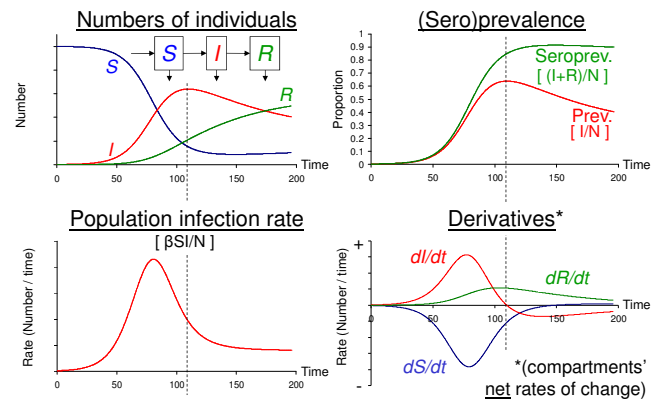 Numbers of individuals
S
I
R
S
I
R
Number
Time
0
50
100
150
200
(Sero)prevalence
Seroprev.
[ (I+R)/N ]
Prev.
[ I/N ]
Proportion
1
0.9
0.8
0.7
0.6
0.5
0.4
0.3
0.2
0.1
0
Time
0
50
100
150
200
Population infection rate
[ βSI/N ]
Rate (Number / time)
Time
0
50
100
150
200
Derivatives*
+
dI/dt
dR/dt
dS/dt
Rate (Number / time)
-
Time
0
50
100
150
200
*(compartments’
net rates of change)